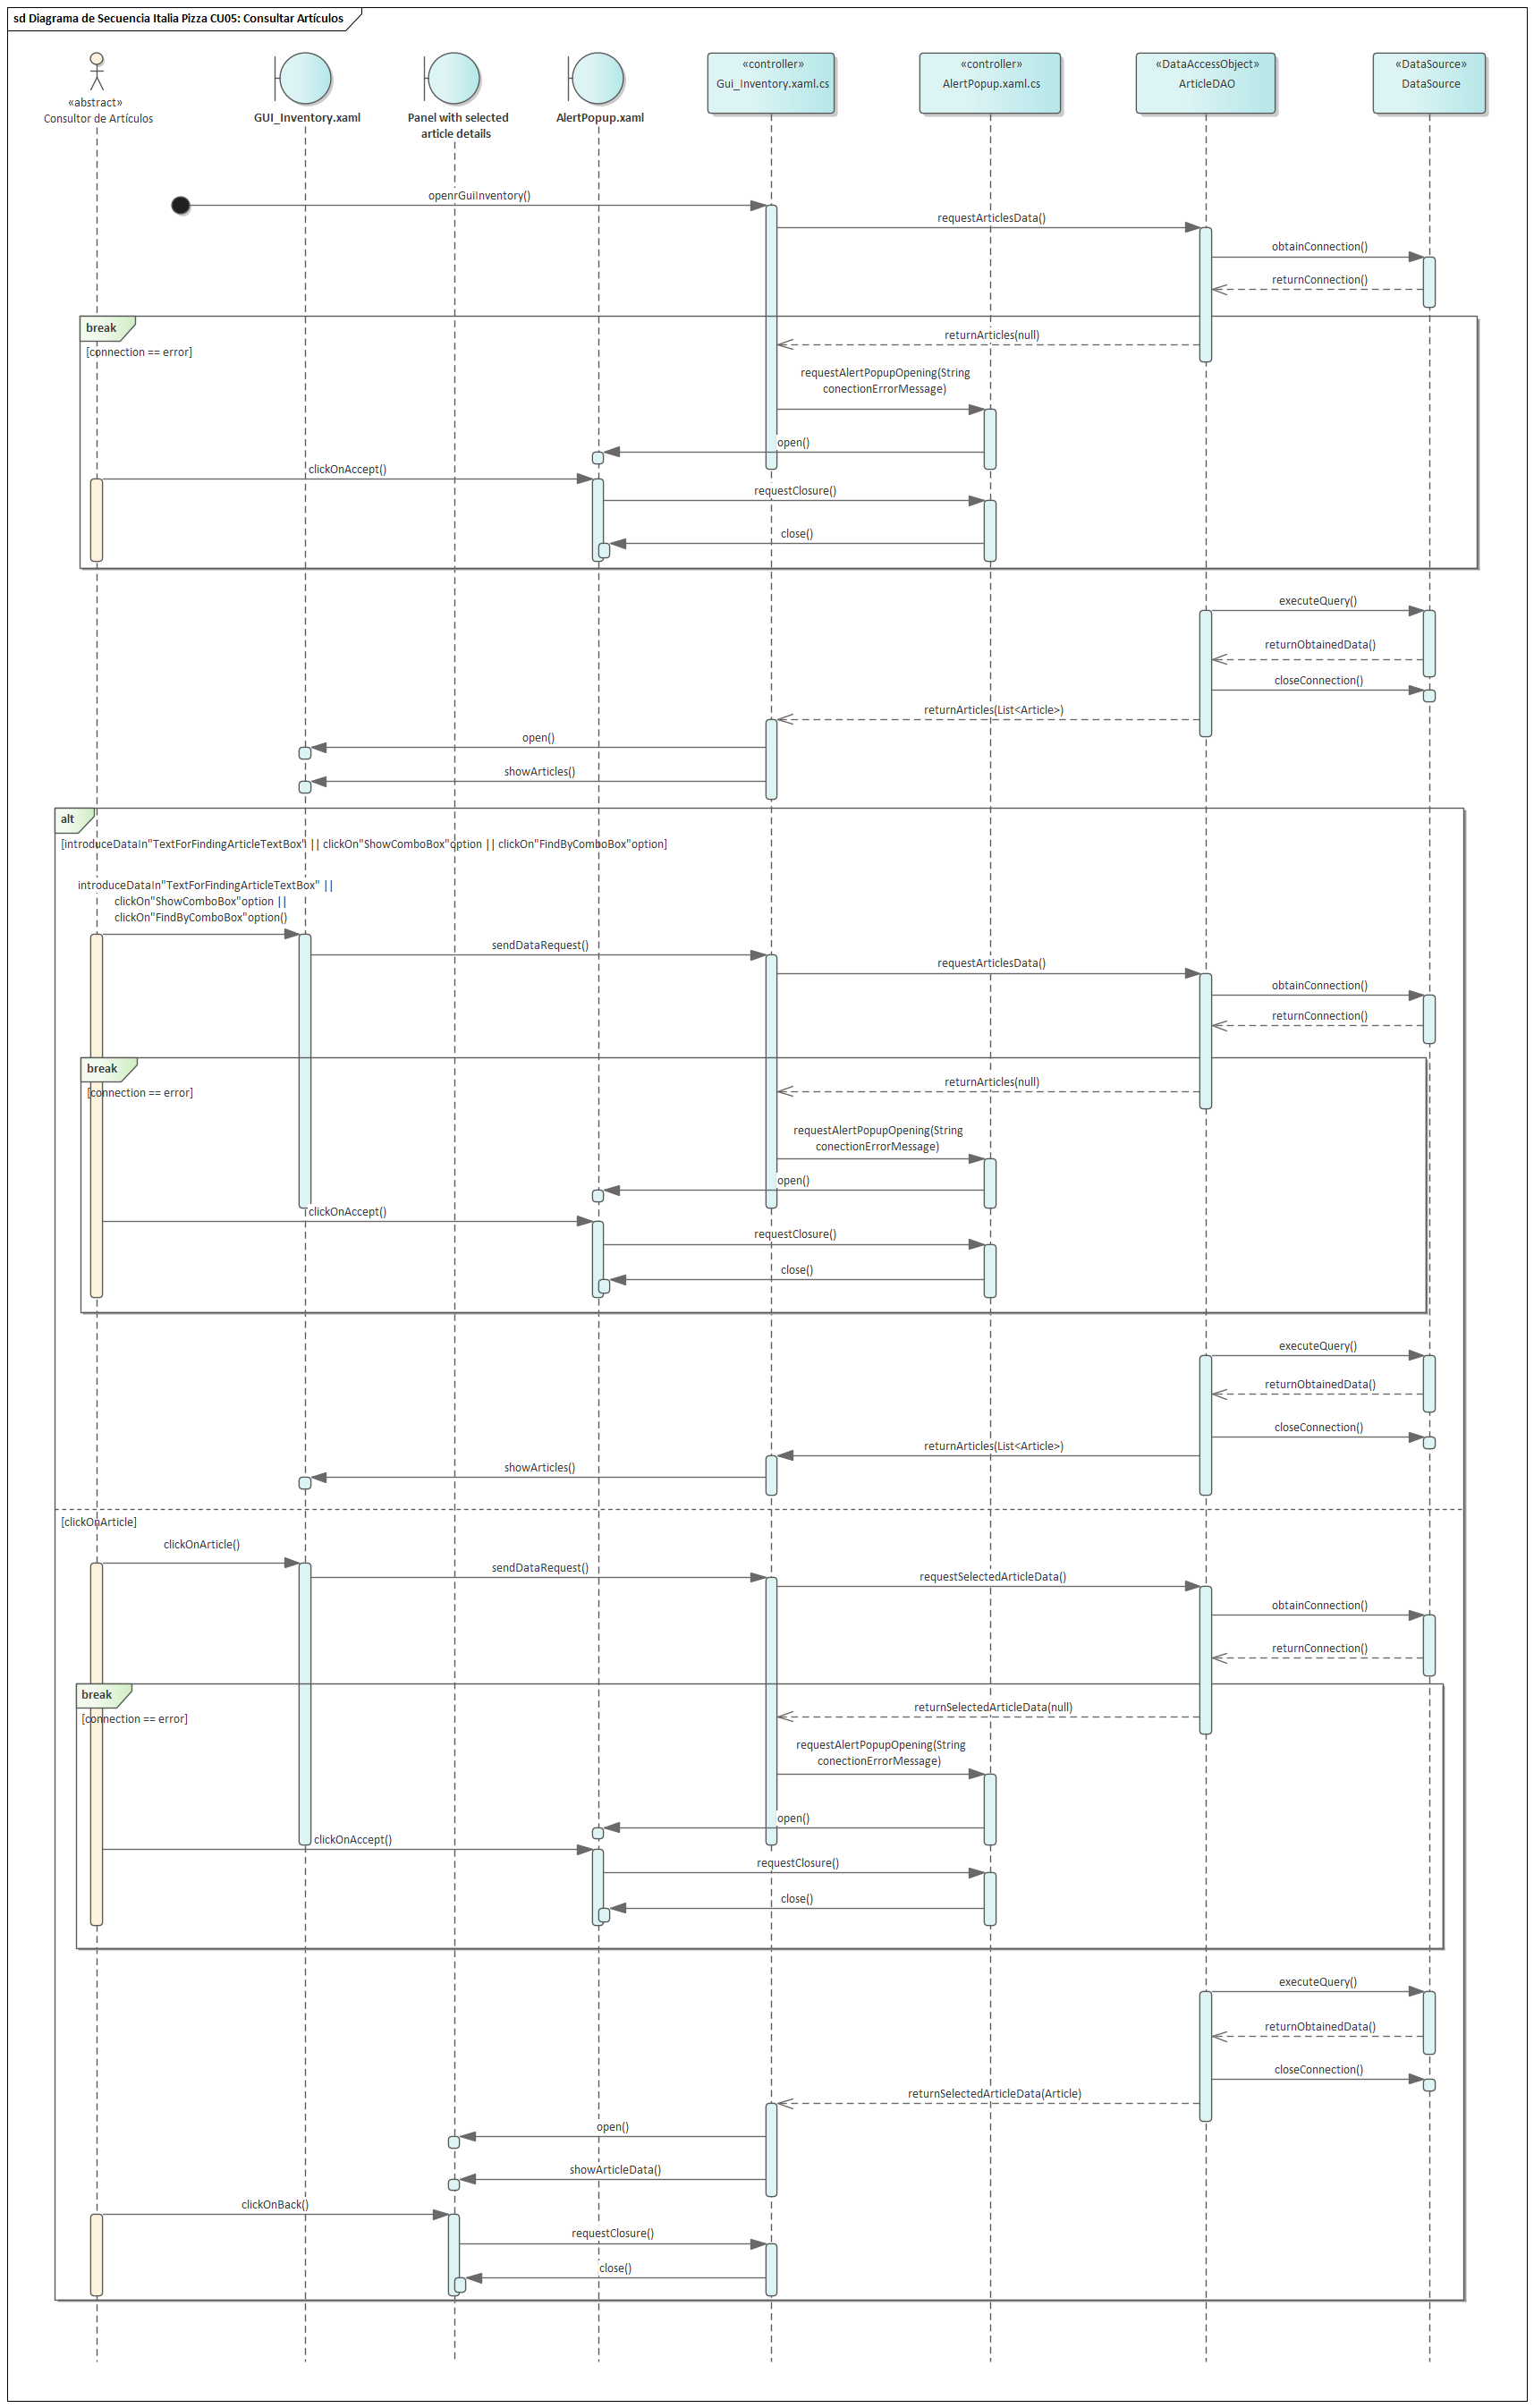 sd Diagrama de Secuencia Italia Pizza CU05: Consultar Artículos
«abstract»
Consultor de Artículos
GUI_Inventory.xaml
Panel with selected
article details
AlertPopup.xaml
«controller»
Gui_Inventory.xaml.cs
«controller»
AlertPopup.xaml.cs
«DataAccessObject»
ArticleDAO
«DataSource»
DataSource
openrGuiInventory()
requestArticlesData()
obtainConnection()
returnConnection()
break
[connection == error]
returnArticles(null)
requestAlertPopupOpening(String
conectionErrorMessage)
open()
clickOnAccept()
requestClosure()
close()
executeQuery()
returnObtainedData()
closeConnection()
returnArticles(List<Article>)
open()
showArticles()
alt
[introduceDataIn"TextForFindingArticleTextBox" || clickOn"ShowComboBox"option || clickOn"FindByComboBox"option]
introduceDataIn"TextForFindingArticleTextBox" ||
clickOn"ShowComboBox"option ||
clickOn"FindByComboBox"option()
sendDataRequest()
requestArticlesData()
obtainConnection()
returnConnection()
break
[connection == error]
returnArticles(null)
requestAlertPopupOpening(String
conectionErrorMessage)
open()
clickOnAccept()
requestClosure()
close()
executeQuery()
returnObtainedData()
closeConnection()
returnArticles(List<Article>)
showArticles()
[clickOnArticle]
clickOnArticle()
sendDataRequest()
requestSelectedArticleData()
obtainConnection()
returnConnection()
break
[connection == error]
returnSelectedArticleData(null)
requestAlertPopupOpening(String
conectionErrorMessage)
open()
clickOnAccept()
requestClosure()
close()
executeQuery()
returnObtainedData()
closeConnection()
returnSelectedArticleData(Article)
open()
showArticleData()
clickOnBack()
requestClosure()
close()